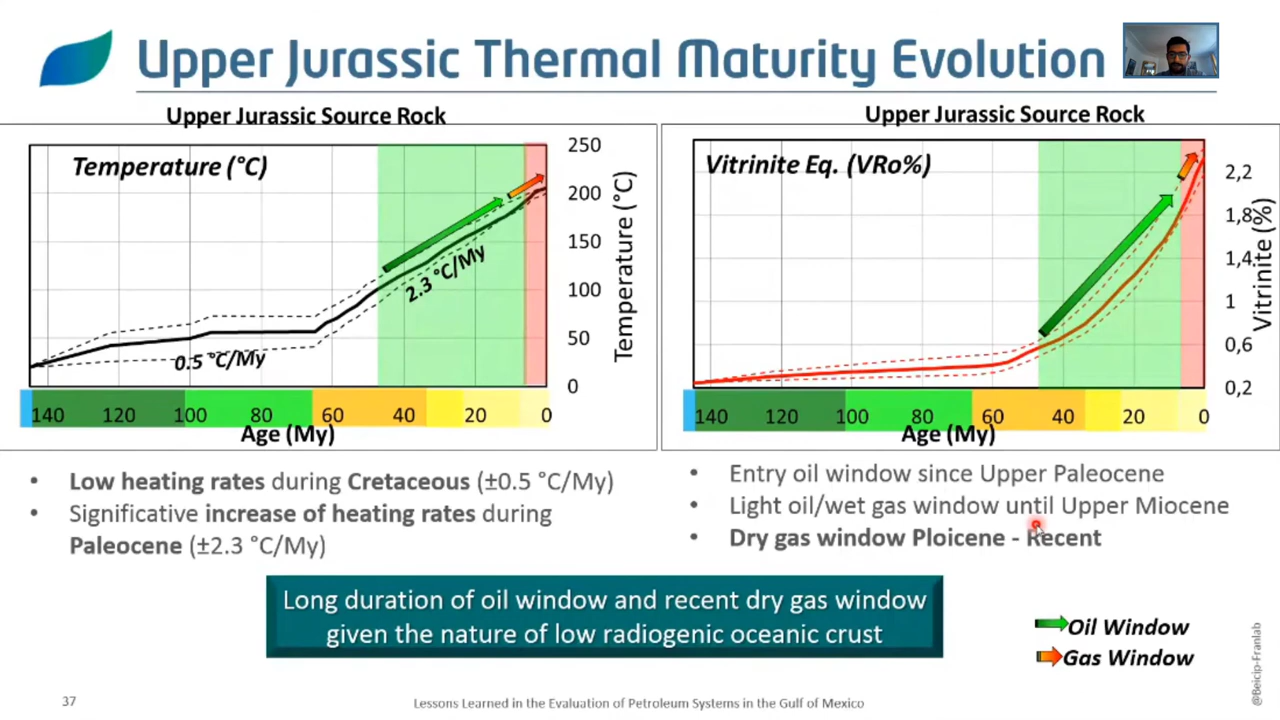 Upper Jurassic Thermal Maturity Evolution
Upper Jurassic Source Rock
Temperature (°C)
250
200
150
100
50
0
Temperature (°C)
2.3 °C/My
0.5 °C/My
140 120 100 80 60 40 20 0
Age (My)
Upper Jurassic Source Rock
Vitrinite Eq. (VRo%)
2,2
1,8
1,4
1
0,6
0,2
Vitrinite (%)
140 120 100 80 60 40 20 0
Age (My)
• Low heating rates during Cretaceous (±0.5 °C/My)
• Significative increase of heating rates during
Paleocene (±2.3 °C/My)
• Entry oil window since Upper Paleocene
• Light oil/wet gas window until Upper Miocene
• Dry gas window Ploicene - Recent
Long duration of oil window and recent dry gas window
given the nature of low radiogenic oceanic crust
Oil Window
Gas Window
@Beicip-Franlab
37
Lessons Learned in the Evaluation of Petroleum Systems in the Gulf of Mexico